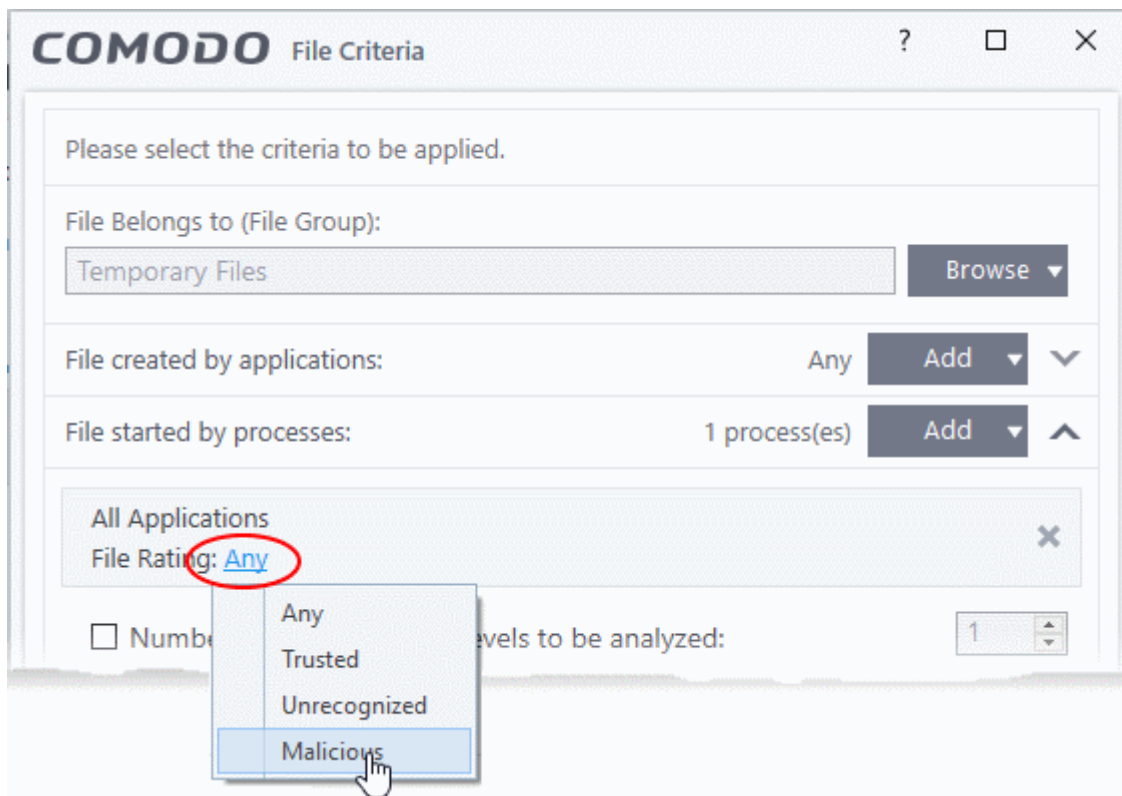 COMODO File Criteria ?
Please select the criteria to be applied.
File Belongs to (File Group):
Temporary Files Browse
File created by applications: Any Add
File started by processes: 1 process(es) Add
All Applications
File Rating: Any
Any
to be analyzed: 1
Trusted
Unrecognized
Malicious